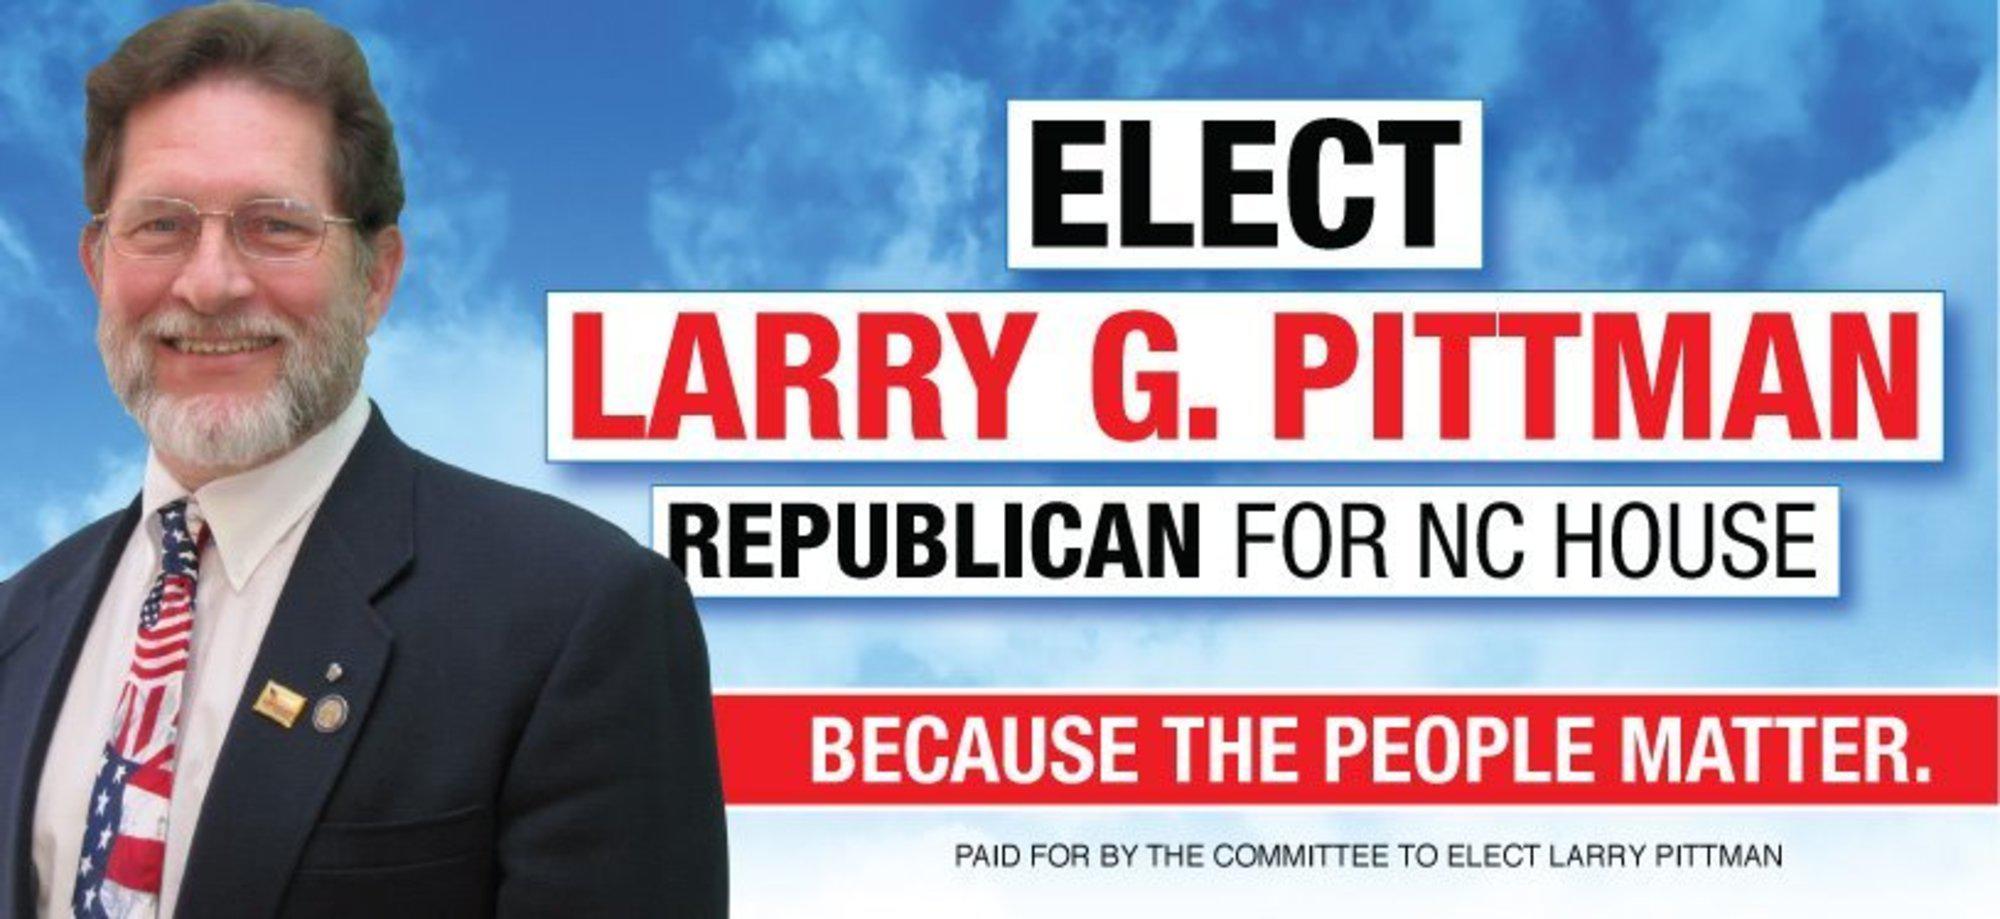 ELECT
LARRY G. PITTMAN
REPUBLICAN FOR NC HOUSE
BECAUSE THE PEOPLE MATTER.
PAID FOR BY THE COMMITTEE TO ELECT LARRY PITTMAN